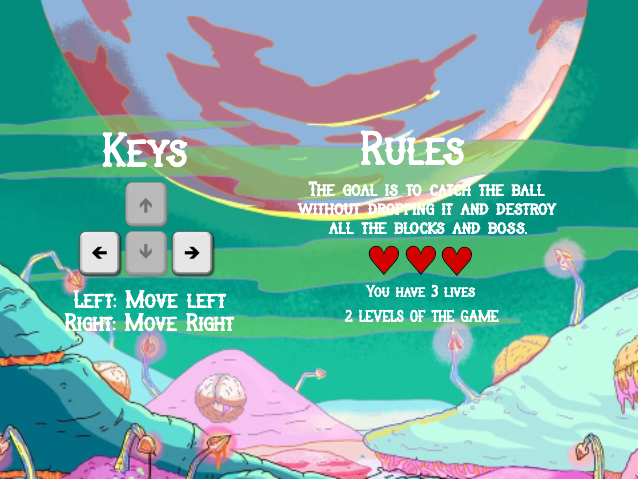 Keys
Left: Move left
Right: Move Right
Rules
The goal is to catch the ball
without dropping it and destroy
all the blocks and boss.
You have 3 lives
2 levels of the game